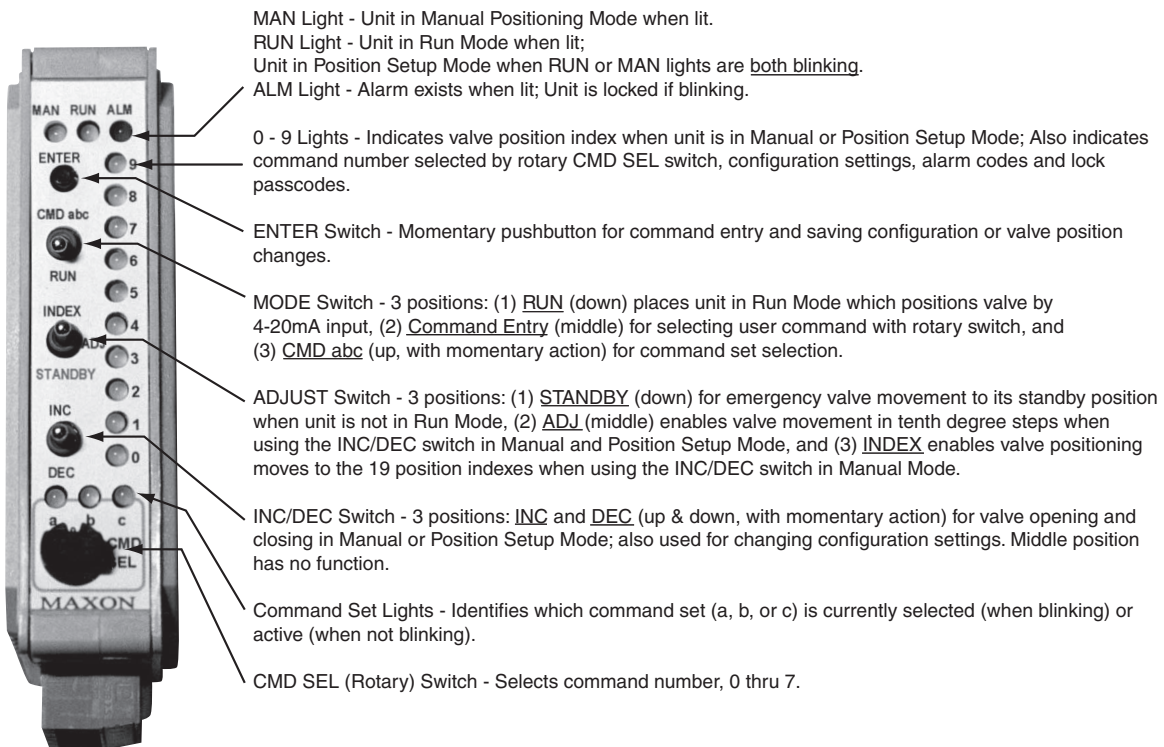 MAN Light - Unit in Manual Positioning Mode when lit.
RUN Light - Unit in Run Mode when lit;
Unit in Position Setup Mode when RUN or MAN lights are both blinking.
ALM Light - Alarm exists when lit; Unit is locked if blinking.
0 - 9 Lights - Indicates valve position index when unit is in Manual or Position Setup Mode; Also indicates
command number selected by rotary CMD SEL switch, configuration settings, alarm codes and lock
passcodes.
ENTER Switch - Momentary pushbutton for command entry and saving configuration or valve position
changes.
MODE Switch - 3 positions: (1) RUN (down) places unit in Run Mode which positions valve by
4-20mA input, (2) Command Entry (middle) for selecting user command with rotary switch, and
(3) CMD abc (up, with momentary action) for command set selection.
ADJUST Switch - 3 positions: (1) STANDBY (down) for emergency valve movement to its standby position
when unit is not in Run Mode, (2) ADJ (middle) enables valve movement in tenth degree steps when
using the INC/DEC switch in Manual and Position Setup Mode, and (3) INDEX enables valve positioning
moves to the 19 position indexes when using the INC/DEC switch in Manual Mode.
INC/DEC Switch - 3 positions: INC and DEC (up & down, with momentary action) for valve opening and
closing in Manual or Position Setup Mode; also used for changing configuration settings. Middle position
has no function.
Command Set Lights - Identifies which command set (a, b, or c) is currently selected (when blinking) or
active (when not blinking).
CMD SEL (Rotary) Switch - Selects command number, 0 thru 7.
MAN RUN ALM
ENTER
9
8
CMD abc
7
6
RUN
5
INDEX
4
ADJ
3
STANDBY
2
INC
1
0
DEC
a b c
CMD
SEL
MAXON